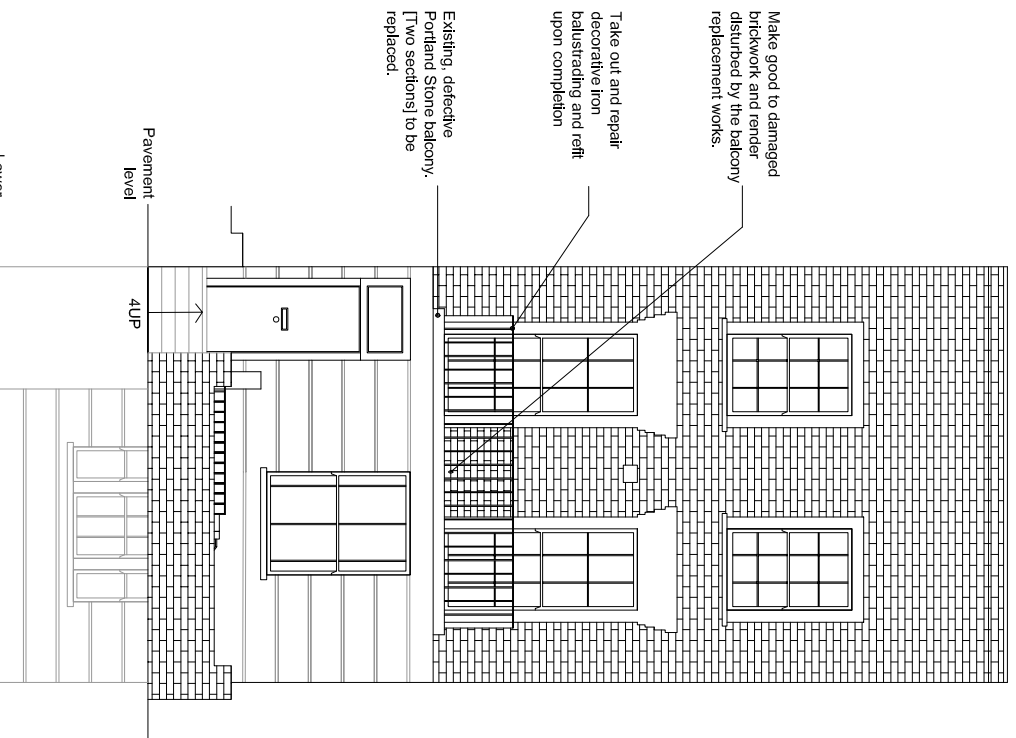 Make good to damaged
brickwork and render
disturbed by the balcony
replacement works.
Take out and repair
decorative iron
balustrading and refit
upon completion
Existing, defective
Portland Stone balcony.
[Two sections] to be
replaced.
Pavement
level
4UP